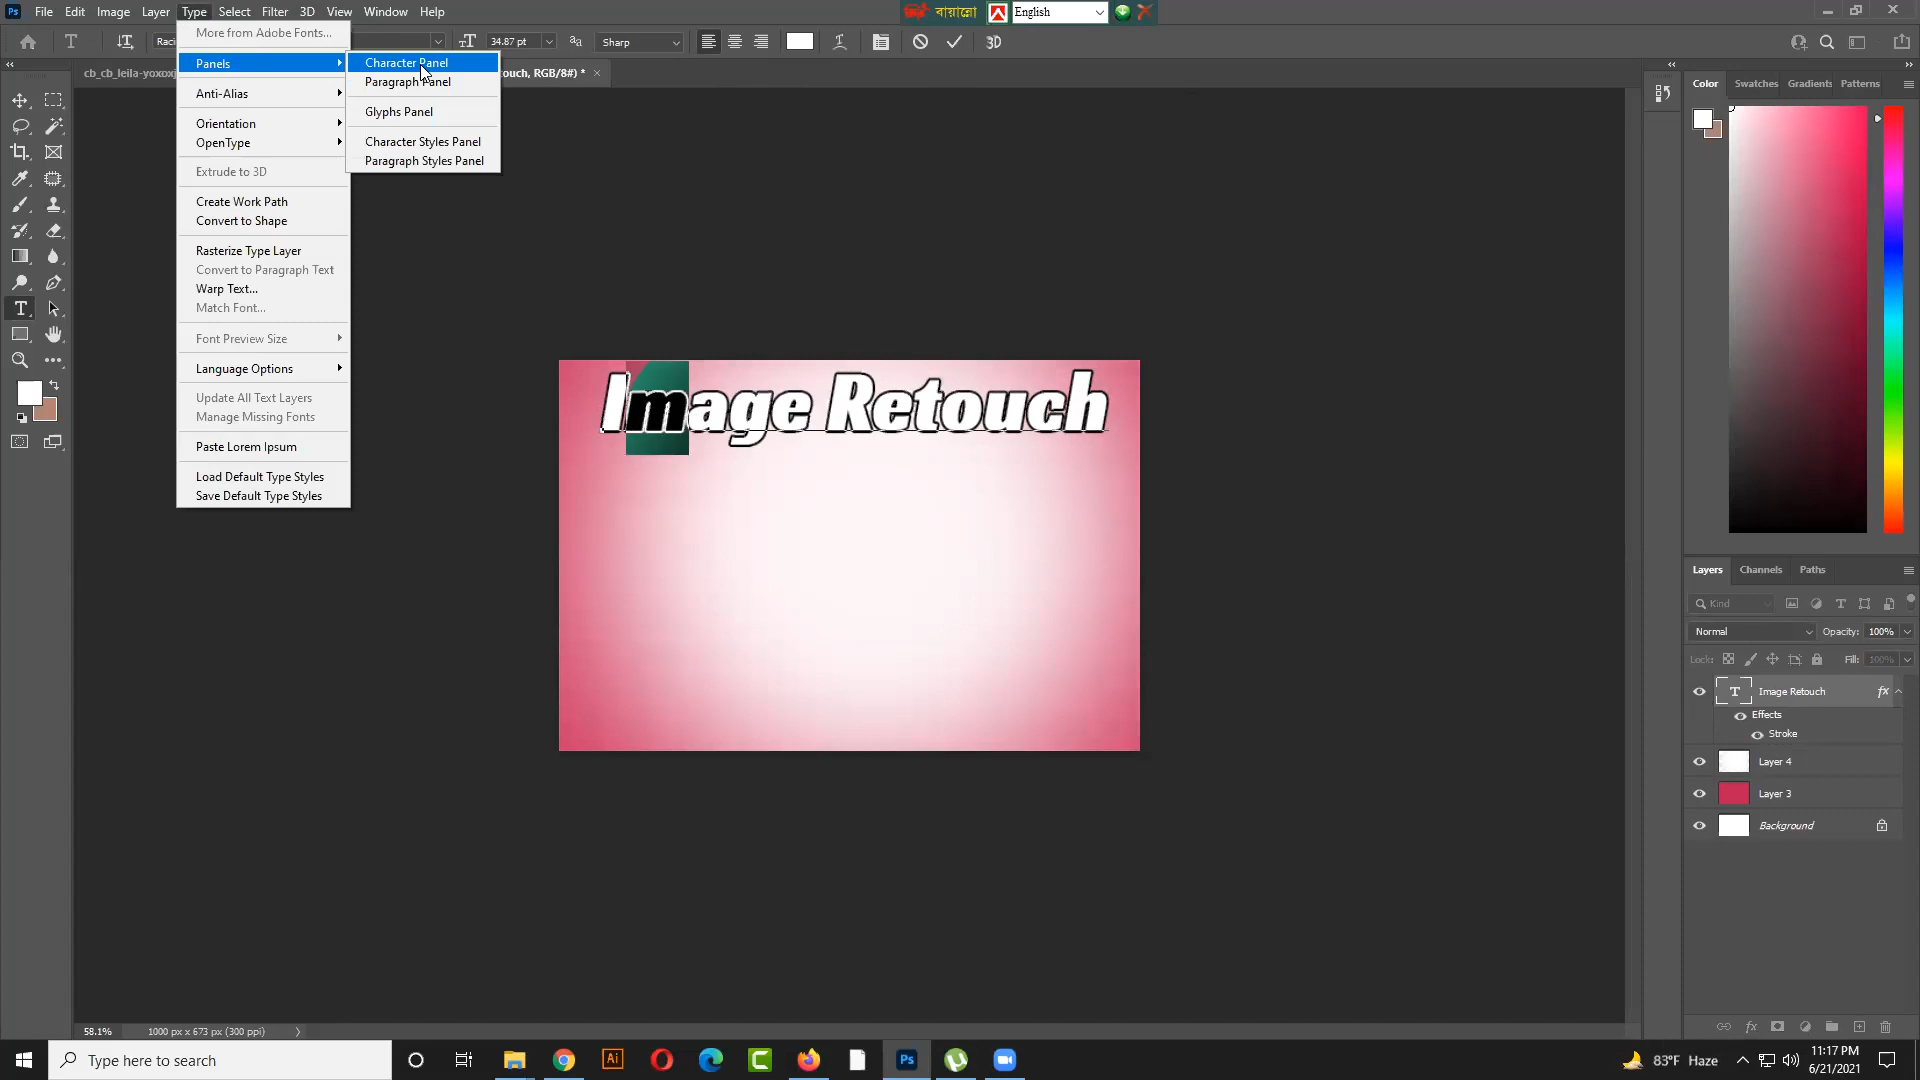 Ps File Edit Image Layer Type Select Filter 3D View Window Help
বায়ান্নো English
34.87 pt Sharp 3D
retouch, RGB/8#) * ×
More from Adobe Fonts...
Panels
Anti-Alias
Orientation
OpenType
Extrude to 3D
Create Work Path
Convert to Shape
Rasterize Type Layer
Convert to Paragraph Text
Warp Text...
Match Font...
Font Preview Size
Language Options
Update All Text Layers
Manage Missing Fonts
Paste Lorem Ipsum
Load Default Type Styles
Save Default Type Styles
Character Panel
Paragraph Panel
Glyphs Panel
Character Styles Panel
Paragraph Styles Panel
Image Retouch
Color Swatches Gradients Patterns
Layers Channels Paths
Kind
Normal Opacity: 100%
Lock: Fill: 100%
T Image Retouch fx
Effects
Stroke
Layer 4
Layer 3
Background
58.1% 1000 px x 673 px (300 ppi)
Type here to search
Ai
Ps
83°F Haze
11:17 PM
6/21/2021